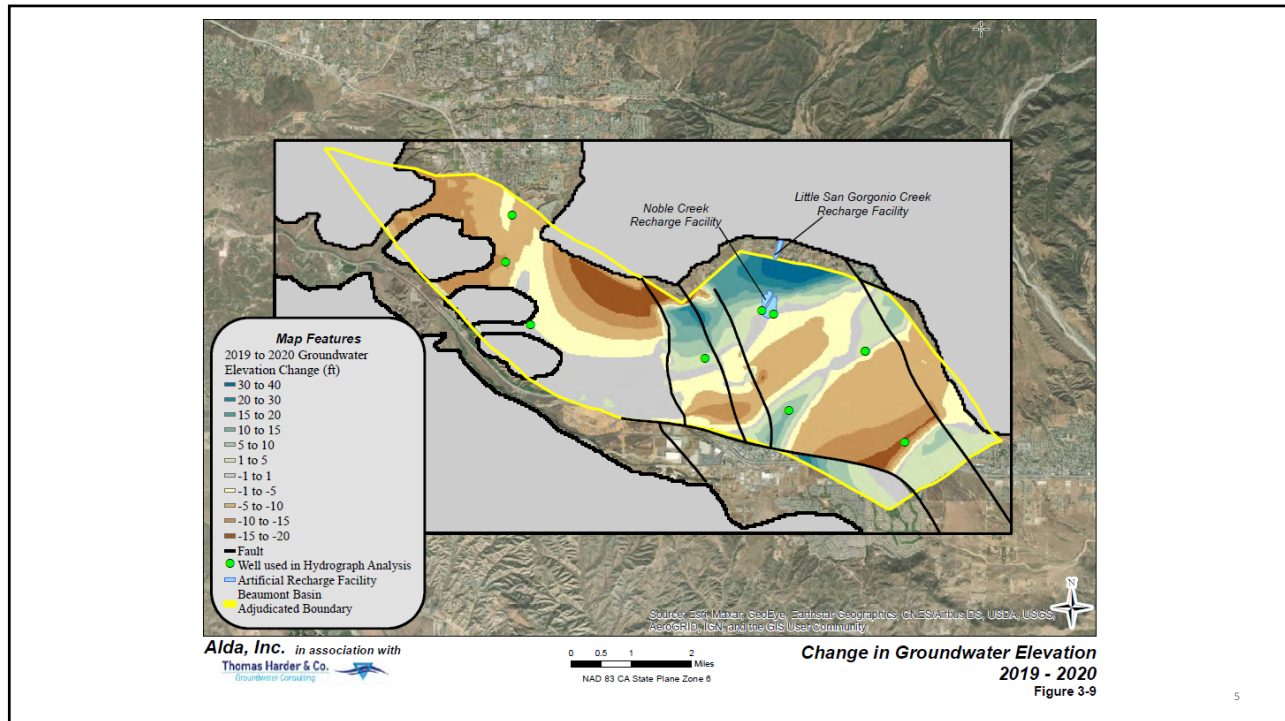 Little San Gorgonio Creek
Recharge Facility
Noble Creek
Recharge Facility
Map Features
2019 to 2020 Groundwater
Elevation Change (ft)
30 to 40
20 to 30
15 to 20
10 to 15
5 to 10
1 to 5
-1 to 1
-1 to -5
-5 to -10
-10 to -15
-15 to -20
Fault
Well used in Hydrograph Analysis
Artificial Recharge Facility
Beaumont Basin
Adjudicated Boundary
N
Source: Esri, Maxar, GeoEye, Earthstar Geographics, CNES/Airbus DS, USDA, USGS,
AeroGRID, IGN, and the GIS User Community
Alda, Inc. in association with
Thomas Harder & Co.
Groundwater Consulting
0 0.5 1 2
Miles
NAD 83 CA State Plane Zone 6
Change in Groundwater Elevation
2019 - 2020
Figure 3-9
5